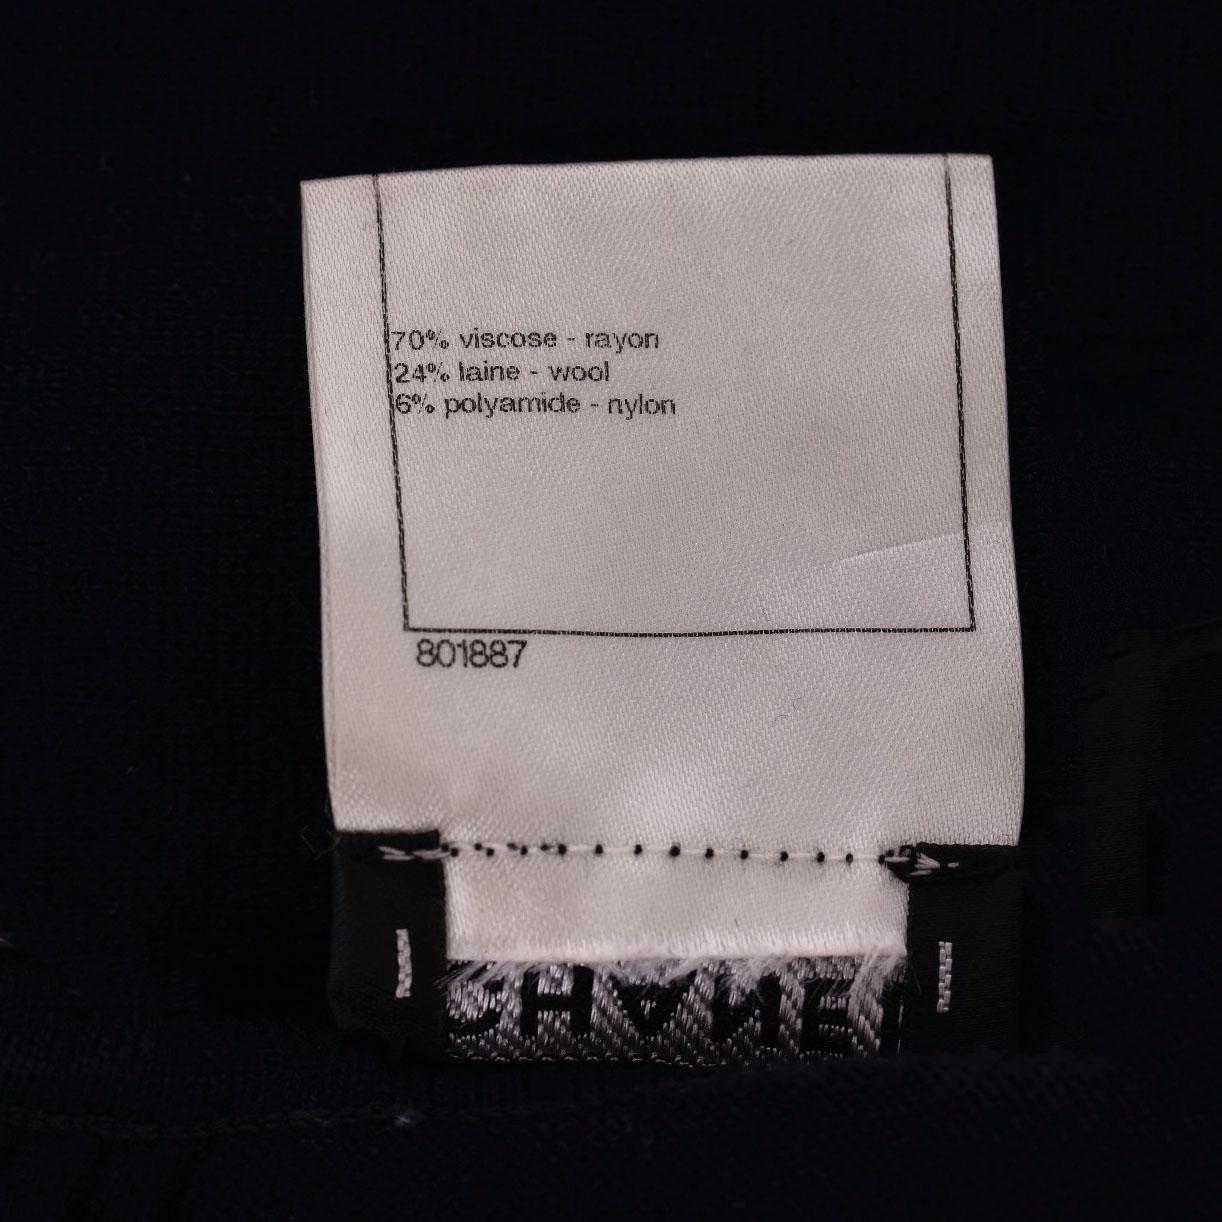 70% viscose - rayon
24% laine - wool
6% polyamide - nylon
801887